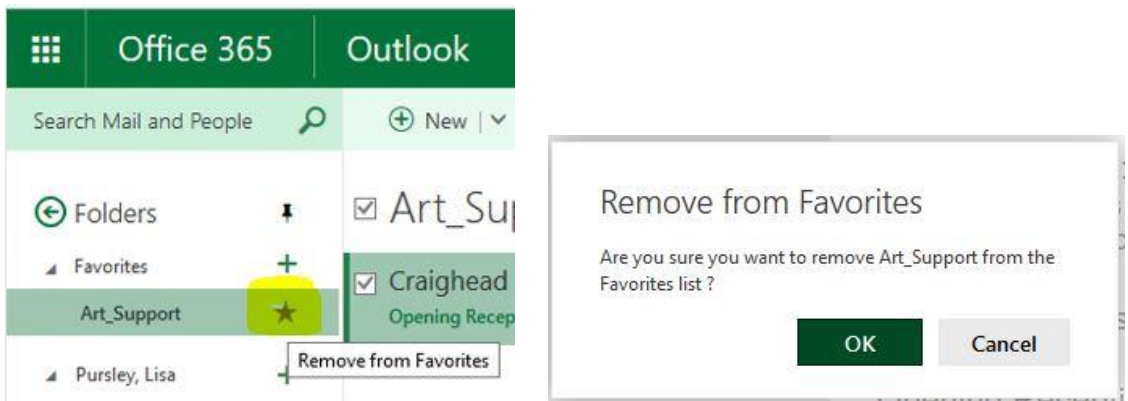 Office 365 Outlook
Search Mail and People New
Folders
Art_Sup
Favorites
Art_Support
Craighead
Opening Recep
Remove from Favorites
Pursley, Lisa
Remove from Favorites
Are you sure you want to remove Art_Support from the
Favorites list ?
OK Cancel